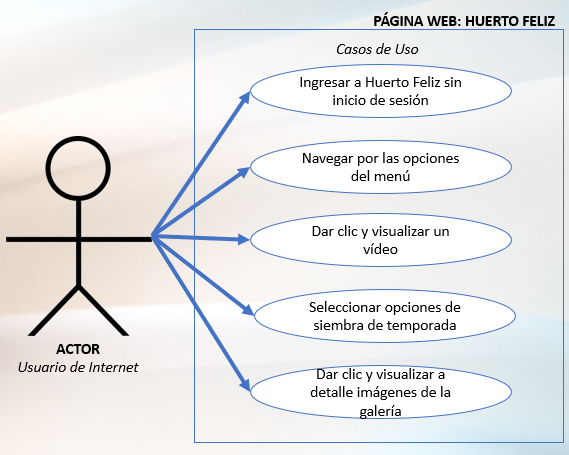 PÁGINA WEB: HUERTO FELIZ
Casos de Uso
Ingresar a Huerto Feliz sin
inicio de sesión
Navegar por las opciones
del menú
Dar clic y visualizar un
vídeo
Seleccionar opciones de
siembra de temporada
Dar clic y visualizar a
detalle imágenes de la
galería
ACTOR
Usuario de Internet